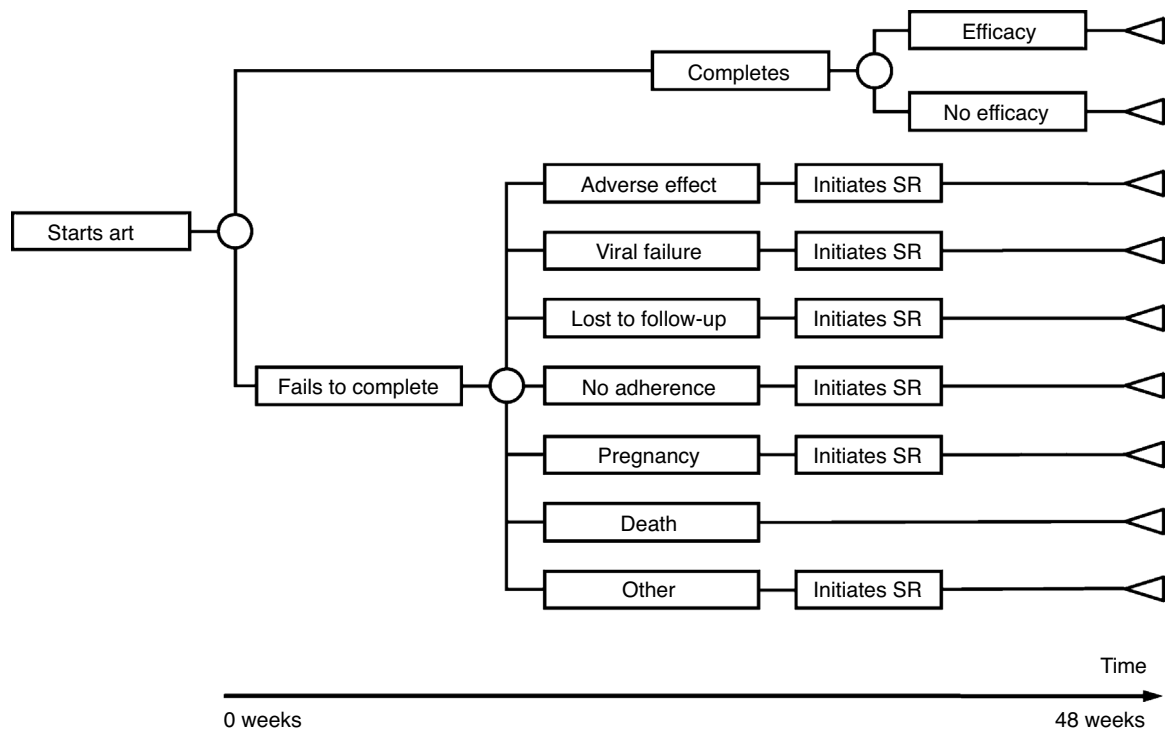 Efficacy
Completes
No efficacy
Adverse effect
Initiates SR
Starts art
Viral failure
Initiates SR
Lost to follow-up
Initiates SR
Fails to complete
No adherence
Initiates SR
Pregnancy
Initiates SR
Death
Other
Initiates SR
Time
0 weeks
48 weeks